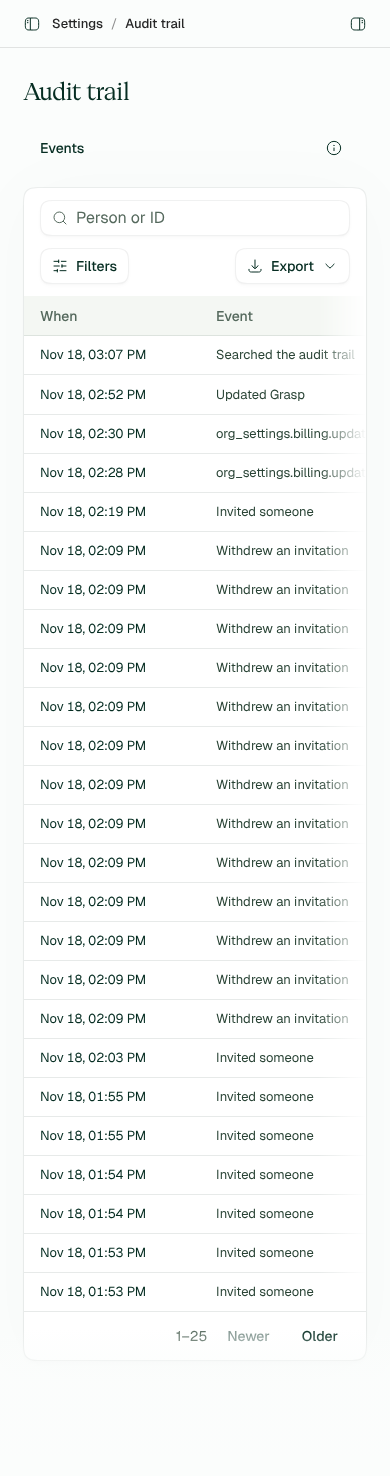 Settings / Audit trail
Audit trail
Events
Person or ID
Filters Export
When Event
Nov 18, 03:07 PM Searched the audit trail
Nov 18, 02:52 PM Updated Grasp
Nov 18, 02:30 PM org_settings.billing.updat
Nov 18, 02:28 PM org_settings.billing.updat
Nov 18, 02:19 PM Invited someone
Nov 18, 02:09 PM Withdrew an invitation
Nov 18, 02:09 PM Withdrew an invitation
Nov 18, 02:09 PM Withdrew an invitation
Nov 18, 02:09 PM Withdrew an invitation
Nov 18, 02:09 PM Withdrew an invitation
Nov 18, 02:09 PM Withdrew an invitation
Nov 18, 02:09 PM Withdrew an invitation
Nov 18, 02:09 PM Withdrew an invitation
Nov 18, 02:09 PM Withdrew an invitation
Nov 18, 02:09 PM Withdrew an invitation
Nov 18, 02:09 PM Withdrew an invitation
Nov 18, 02:09 PM Withdrew an invitation
Nov 18, 02:09 PM Withdrew an invitation
Nov 18, 02:03 PM Invited someone
Nov 18, 01:55 PM Invited someone
Nov 18, 01:55 PM Invited someone
Nov 18, 01:54 PM Invited someone
Nov 18, 01:54 PM Invited someone
Nov 18, 01:53 PM Invited someone
Nov 18, 01:53 PM Invited someone
1–25 Newer Older